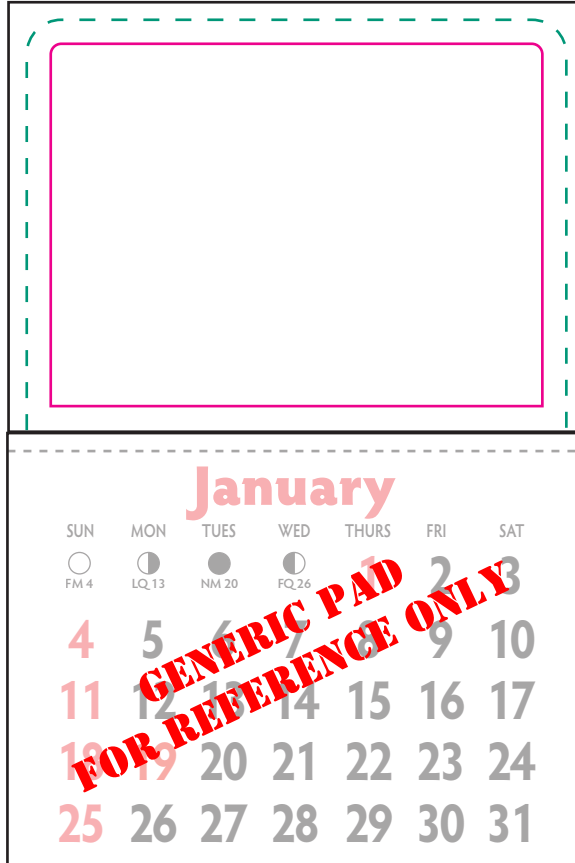 January
SUN MON TUES WED THURS FRI SAT
FM 4 LQ 13 NM 20 FQ 26 1 2 3
4 5 6 7 8 9 10
11 12 13 14 15 16 17
18 19 20 21 22 23 24
25 26 27 28 29 30 31
GENERIC PAD
FOR REFERENCE ONLY